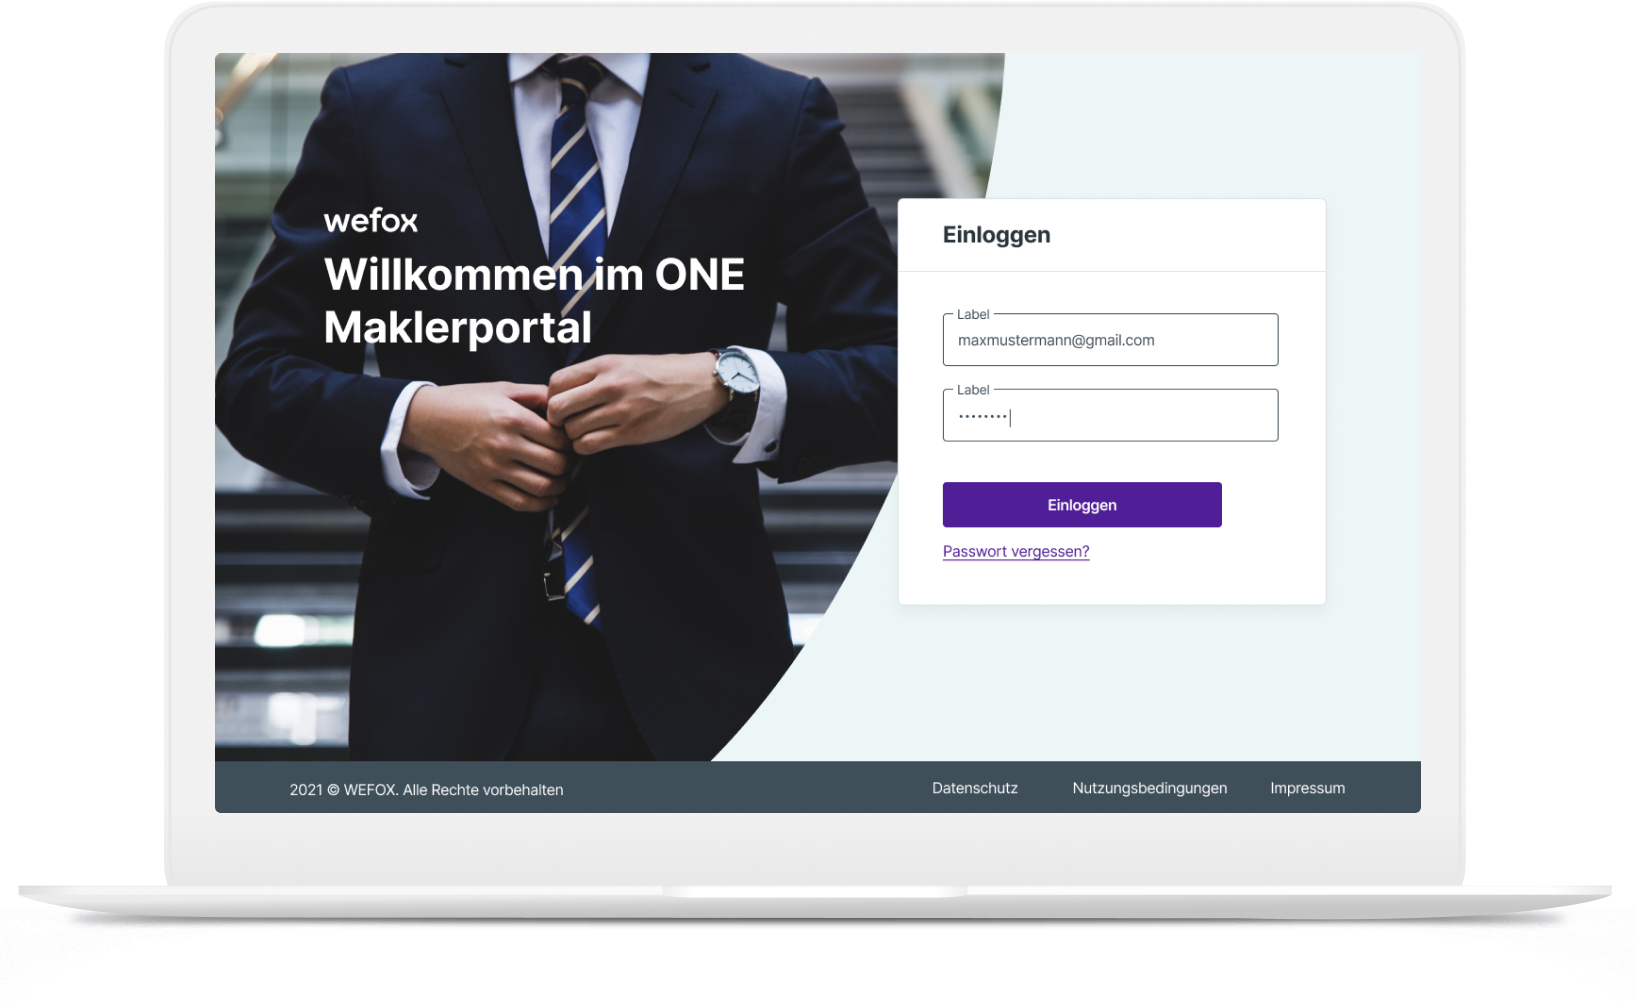 wefox
Willkommen im ONE
Maklerportal
Einloggen
Label
maxmustermann@gmail.com
Label
••••••••
Einloggen
Passwort vergessen?
2021 © WEFOX. Alle Rechte vorbehalten
Datenschutz
Nutzungsbedingungen
Impressum